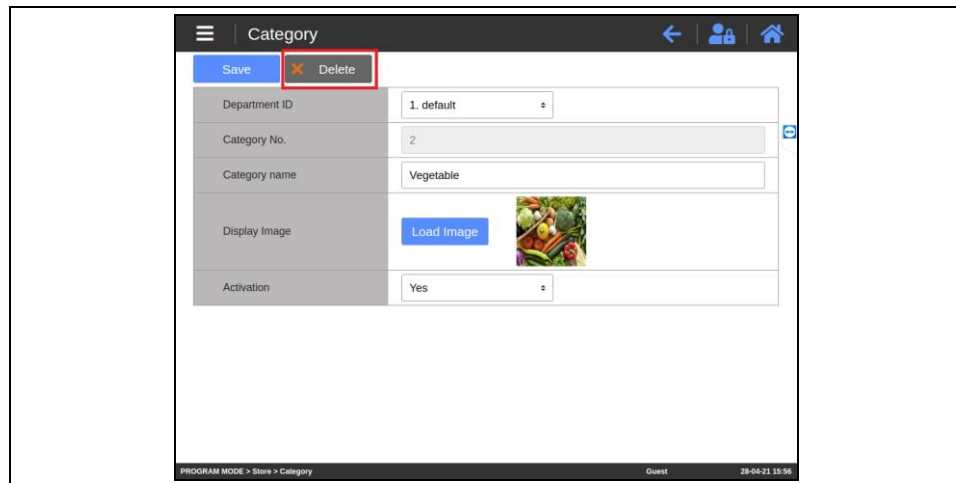 Category
Save Delete
Department ID 1. default
Category No. 2
Category name Vegetable
Display Image Load Image
Activation Yes
PROGRAM MODE > Store > Category Guest 28-04-21 15:56